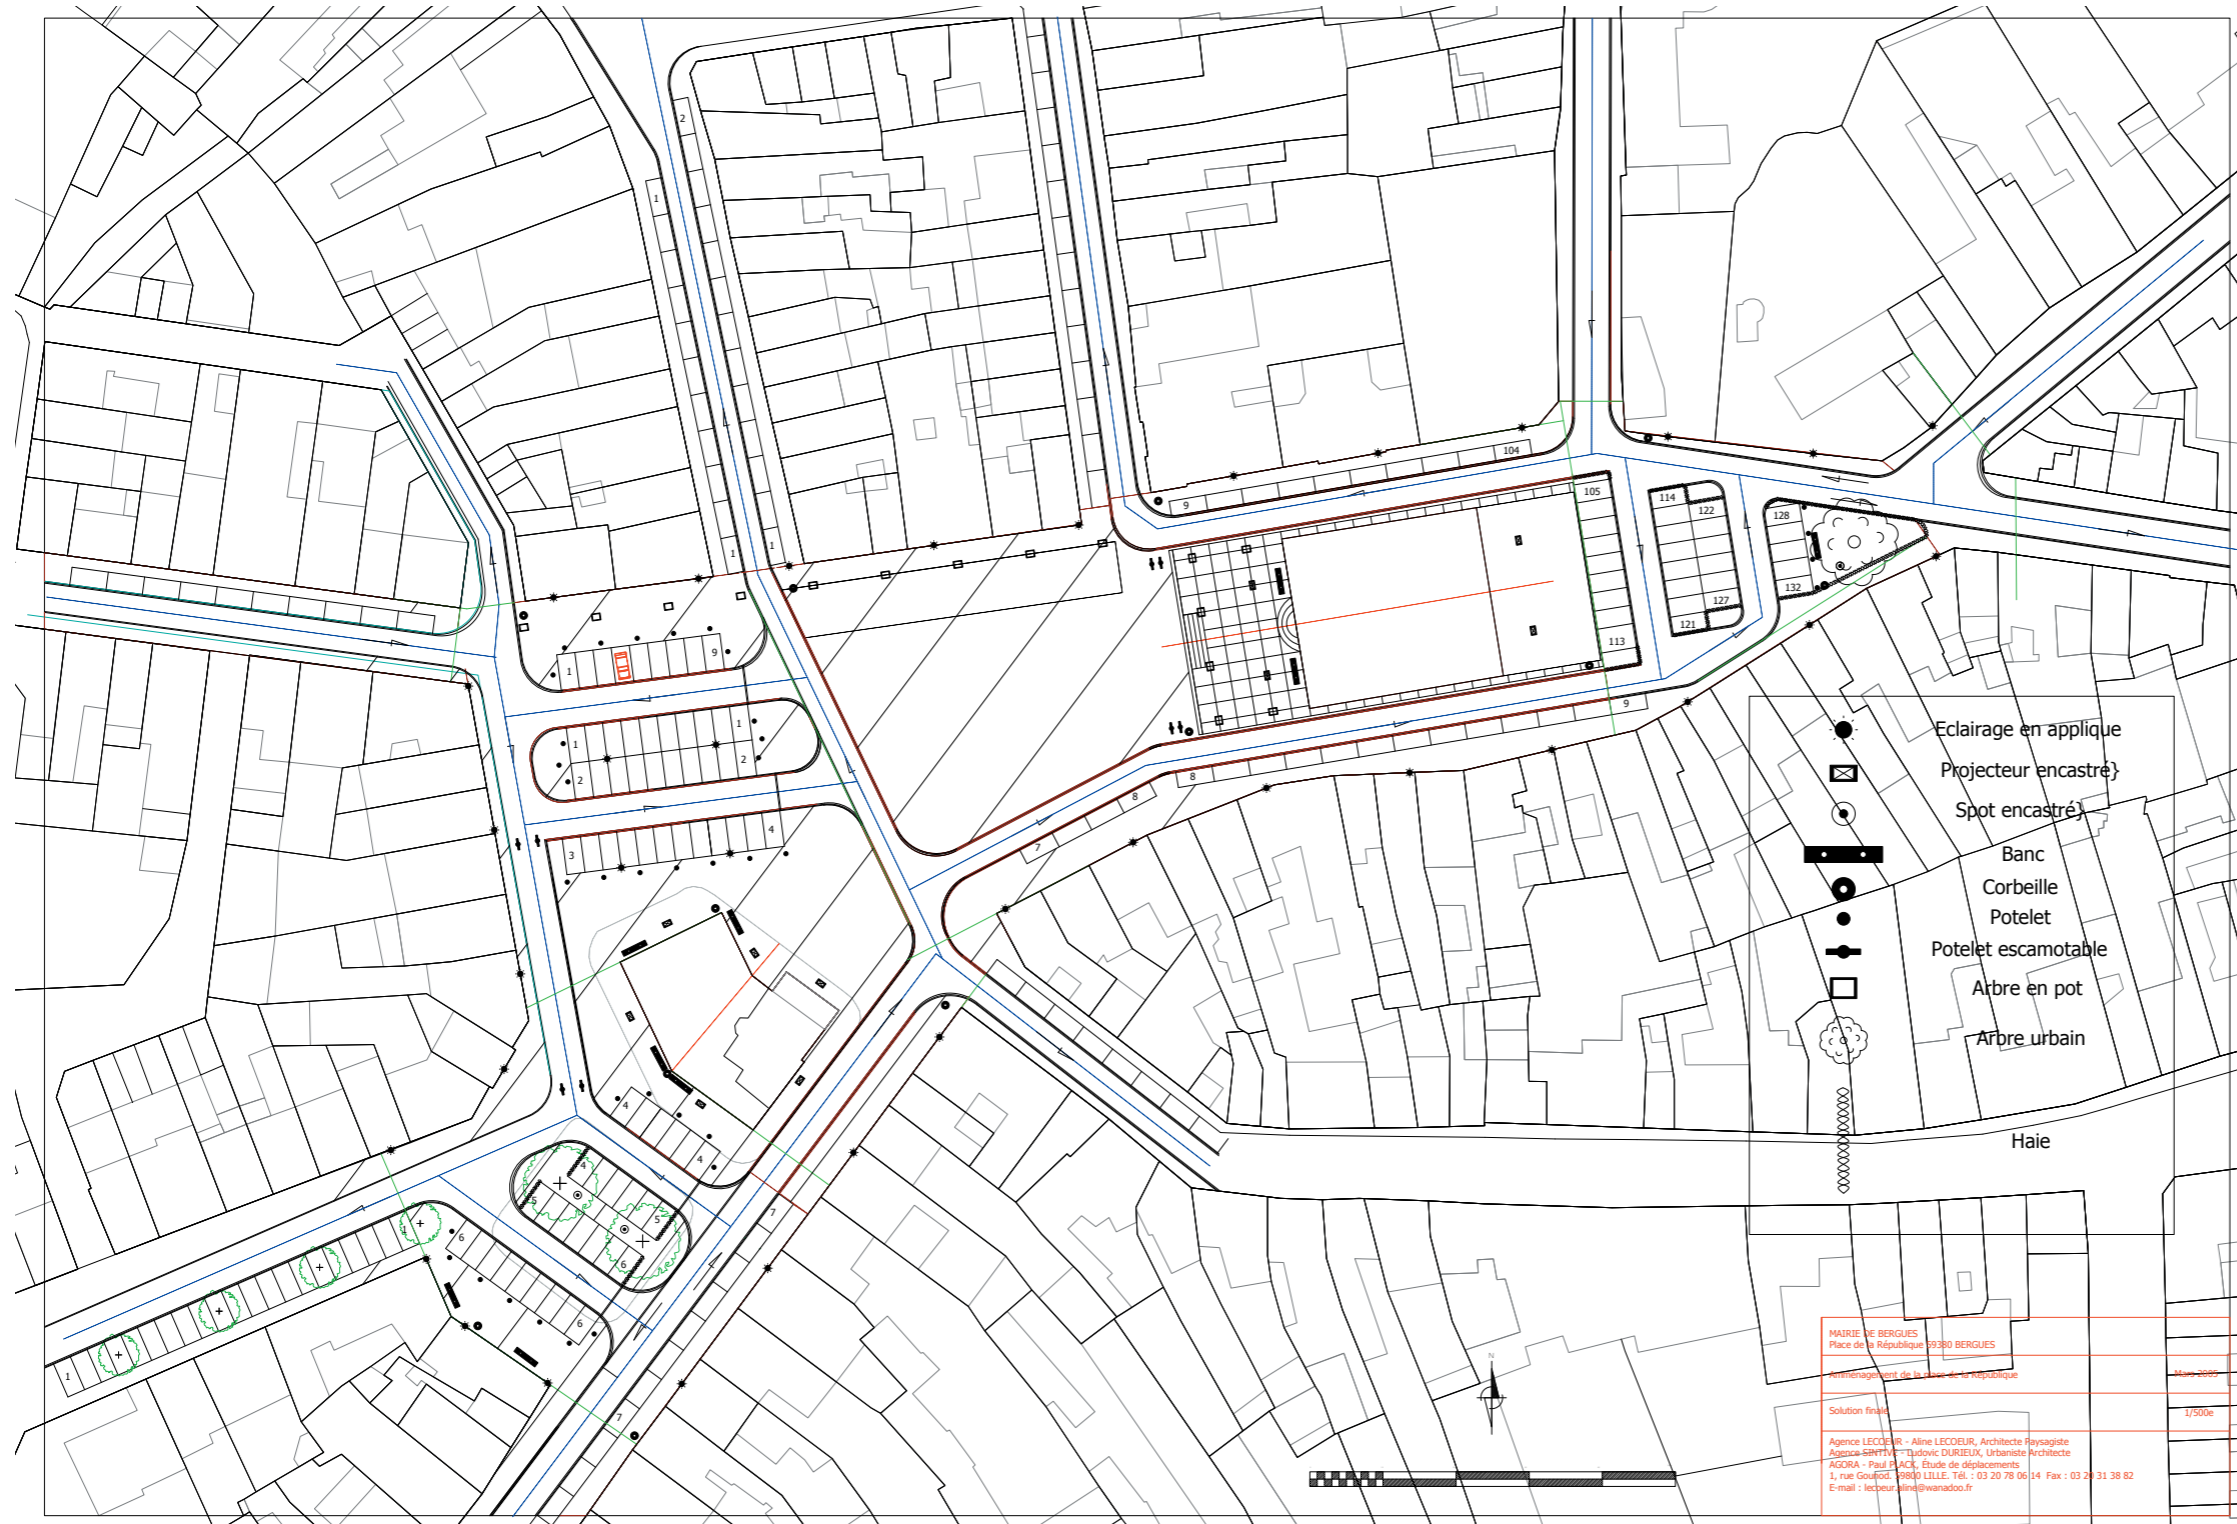 2
1
1
1
104
9
105
114
122
128
132
127
121
113
1
9
9
1
1
2
2
8
8
7
3
4
4
4
4
5
5
6
6
6
7
7
1
1
Eclairage en applique
Projecteur encastré}
Spot encastré}
Banc
Corbeille
Potelet
Potelet escamotable
Arbre en pot
Arbre urbain
Haie
N
MAIRIE DE BERGUES
Place de la République 59380 BERGUES
Ammenagement de la place de la République
Mars 2005
Solution finale
1/500e
Agence LECOEUR - Aline LECOEUR, Architecte Paysagiste
Agence SINTIVE - Ludovic DURIEUX, Urbaniste Architecte
AGORA - Paul PLACK, Étude de déplacements
1, rue Gounod. 59800 LILLE. Tél. : 03 20 78 06 14 Fax : 03 20 31 38 82
E-mail : lecoeur.aline@wanadoo.fr